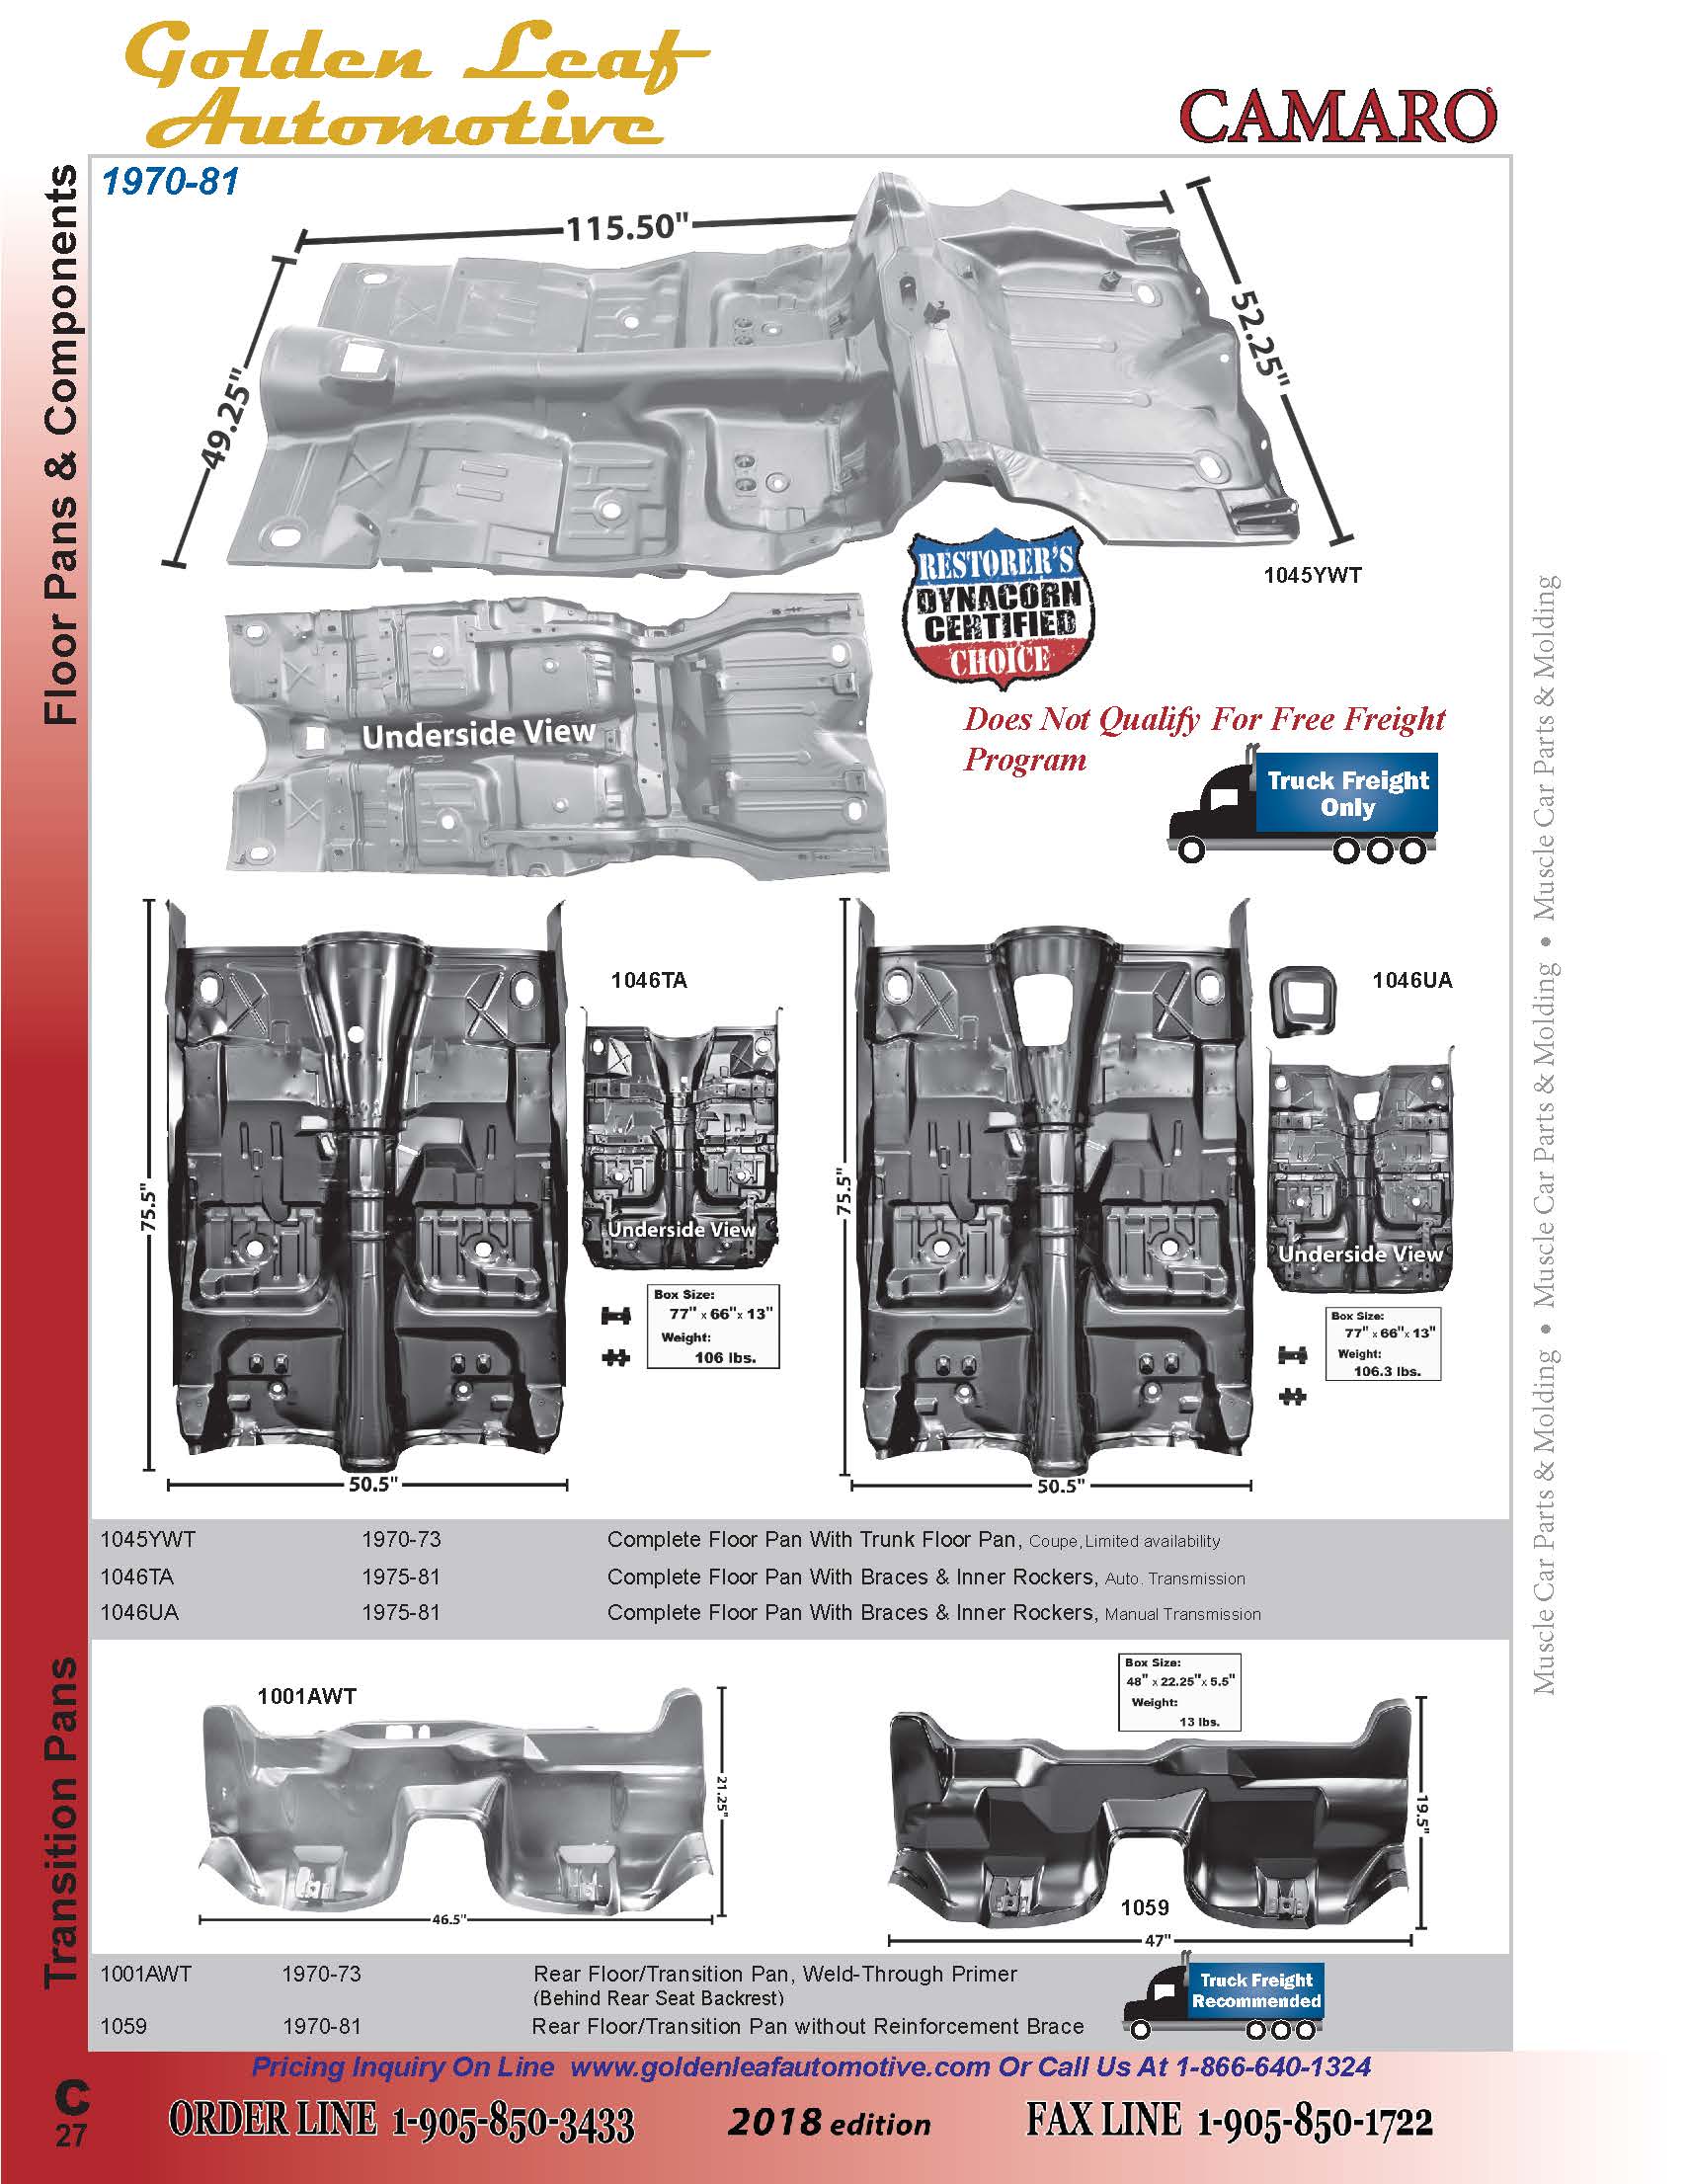 Golden Leaf
Automotive
CAMARO
Floor Pans & Components
1970-81
115.50"
49.25"
52.25"
1045YWT
RESTORER'S
DYNACORN
CERTIFIED
CHOICE
Underside View
Does Not Qualify For Free Freight
Program
Truck Freight
Only
1046TA
75.5"
Underside View
Box Size:
77" x 66"x 13"
Weight:
106 lbs.
50.5"
1046UA
75.5"
Underside View
Box Size:
77" x 66"x 13"
Weight:
106.3 lbs.
50.5"
1045YWT 1970-73 Complete Floor Pan With Trunk Floor Pan, Coupe, Limited availability
1046TA 1975-81 Complete Floor Pan With Braces & Inner Rockers, Auto. Transmission
1046UA 1975-81 Complete Floor Pan With Braces & Inner Rockers, Manual Transmission
Transition Pans
1001AWT
21.25"
46.5"
Box Size:
48" x 22.25"x 5.5"
Weight:
13 lbs.
19.5"
1059
47"
1001AWT 1970-73 Rear Floor/Transition Pan, Weld-Through Primer
(Behind Rear Seat Backrest)
1059 1970-81 Rear Floor/Transition Pan without Reinforcement Brace
Truck Freight
Recommended
Muscle Car Parts & Molding • Muscle Car Parts & Molding • Muscle Car Parts & Molding
Pricing Inquiry On Line www.goldenleafautomotive.com Or Call Us At 1-866-640-1324
C
27
ORDER LINE 1-905-850-3433
2018 edition
FAX LINE 1-905-850-1722